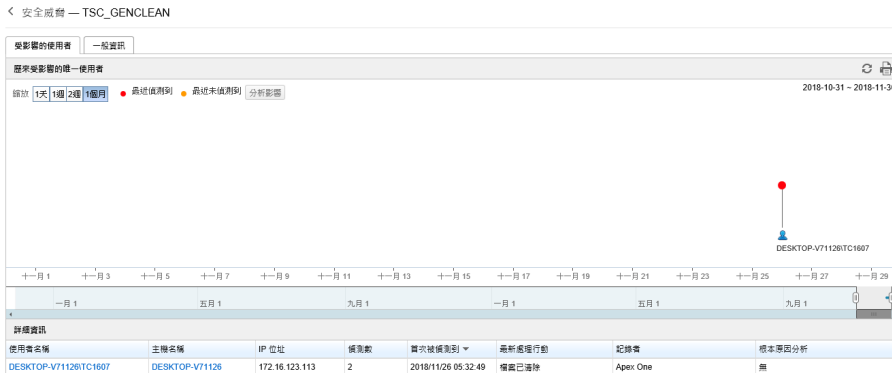 安全威脅 — TSC_GENCLEAN
受影響的使用者 一般資訊
歷來受影響的唯一使用者
縮放 1天 1週 2週 1個月 最近偵測到 最近未偵測到 分析影響 2018-10-31 ~ 2018-11-30
DESKTOP-V71126\TC1607
十一月 1 十一月 3 十一月 5 十一月 7 十一月 9 十一月 11 十一月 13 十一月 15 十一月 17 十一月 19 十一月 21 十一月 23 十一月 25 十一月 27 十一月 29
一月 1 五月 1 九月 1 一月 1 五月 1 九月 1
詳細資訊
使用者名稱 主機名稱 IP 位址 偵測數 首次被偵測到 最新處理行動 記錄者 根本原因分析
DESKTOP-V71126\TC1607 DESKTOP-V71126 172.16.123.113 2 2018/11/26 05:32:49 檔案已清除 Apex One 無